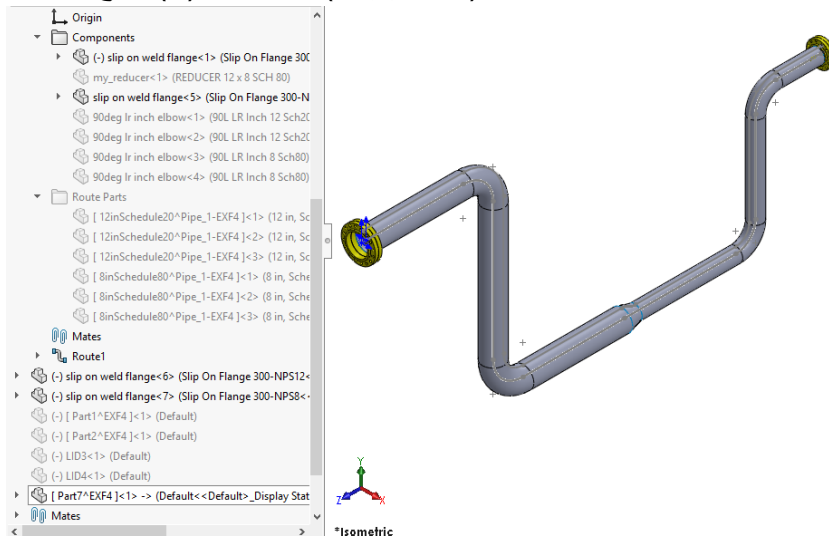 Origin
Components
(-) slip on weld flange<1> (Slip On Flange 300
my_reducer<1> (REDUCER 12 x 8 SCH 80)
slip on weld flange<5> (Slip On Flange 300-N
90deg lr inch elbow<1> (90L LR Inch 12 Sch20
90deg lr inch elbow<2> (90L LR Inch 12 Sch20
90deg lr inch elbow<3> (90L LR Inch 8 Sch80)
90deg lr inch elbow<4> (90L LR Inch 8 Sch80)
Route Parts
[ 12inSchedule20^Pipe_1-EXF4 ]<1> (12 in, Sc
[ 12inSchedule20^Pipe_1-EXF4 ]<2> (12 in, Sc
[ 12inSchedule20^Pipe_1-EXF4 ]<3> (12 in, Sc
[ 8inSchedule80^Pipe_1-EXF4 ]<1> (8 in, Sche
[ 8inSchedule80^Pipe_1-EXF4 ]<2> (8 in, Sche
[ 8inSchedule80^Pipe_1-EXF4 ]<3> (8 in, Sche
Mates
Route1
(-) slip on weld flange<6> (Slip On Flange 300-NPS12<
(-) slip on weld flange<7> (Slip On Flange 300-NPS8<
(-) [ Part1^EXF4 ]<1> (Default)
(-) [ Part2^EXF4 ]<1> (Default)
(-) LID3<1> (Default)
(-) LID4<1> (Default)
[ Part7^EXF4 ]<1> -> (Default<<Default>_Display Stat
Mates
Y
Z
X
*Isometric